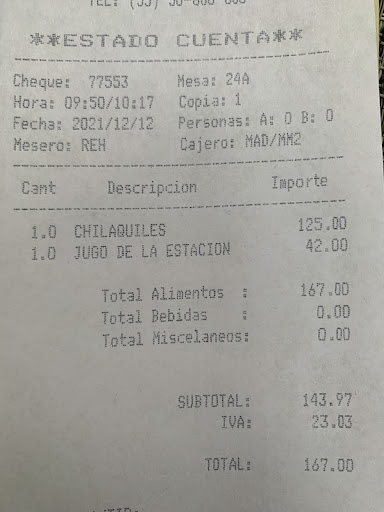 **ESTADO CUENTA**
Cheque: 77553 Mesa: 24A
Hora: 09:50/10:17 Copia: 1
Fecha: 2021/12/12 Personas: A: 0 B: 0
Mesero: REH Cajero: MAD/MM2
Cant Descripcion Importe
1.0 CHILAQUILES 125.00
1.0 JUGO DE LA ESTACION 42.00
Total Alimentos : 167.00
Total Bebidas : 0.00
Total Miscelaneos: 0.00
SUBTOTAL: 143.97
IVA: 23.03
TOTAL: 167.00